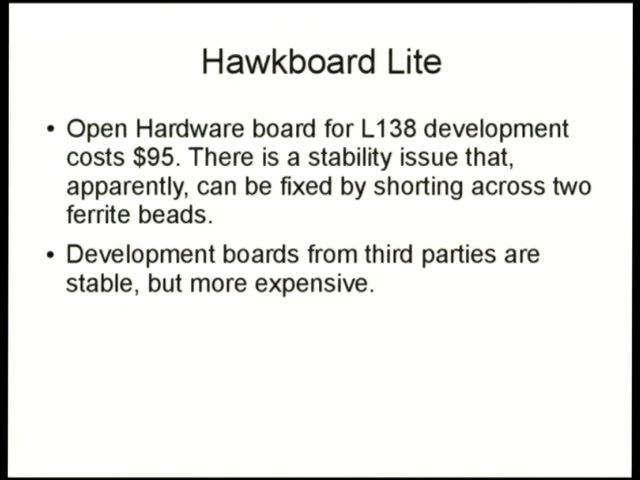 Hawkboard Lite
• Open Hardware board for L138 development
costs $95. There is a stability issue that,
apparently, can be fixed by shorting across two
ferrite beads.
• Development boards from third parties are
stable, but more expensive.